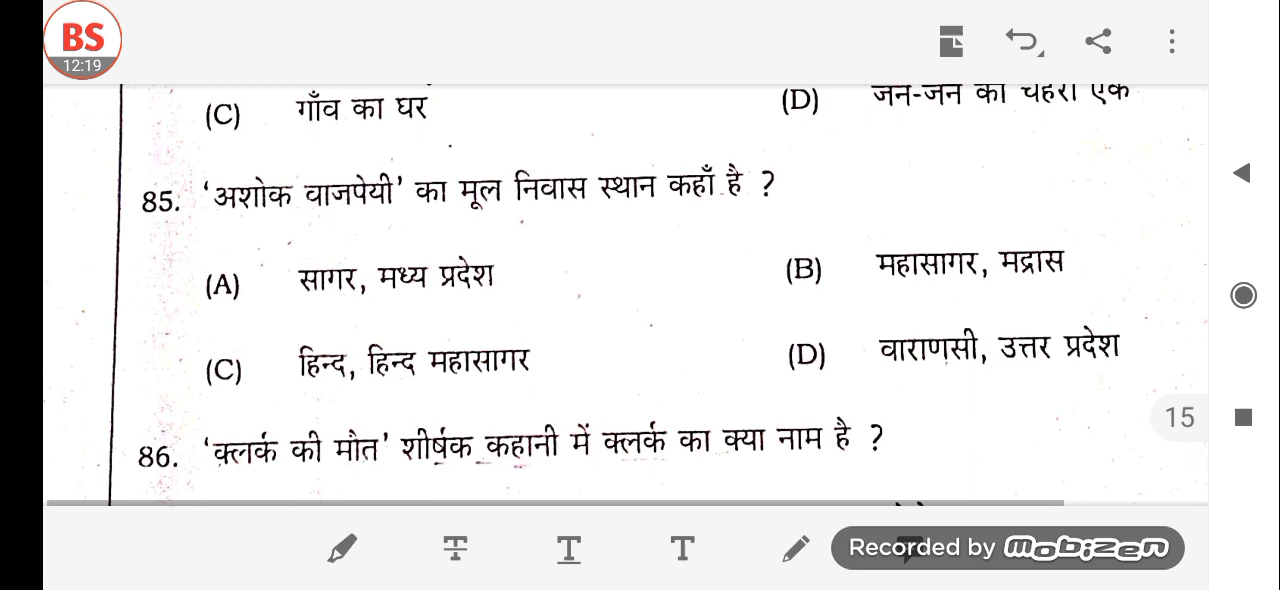 BS
12:19
(C) गाँव का घर (D) जन-जन का चेहरा एक
85. ‘अशोक वाजपेयी’ का मूल निवास स्थान कहाँ है ?
(A) सागर, मध्य प्रदेश (B) महासागर, मद्रास
(C) हिन्द, हिन्द महासागर (D) वाराणसी, उत्तर प्रदेश
15
86. ‘क्लर्क की मौत’ शीर्षक कहानी में क्लर्क का क्या नाम है ?
T T T
Recorded by Mobizen